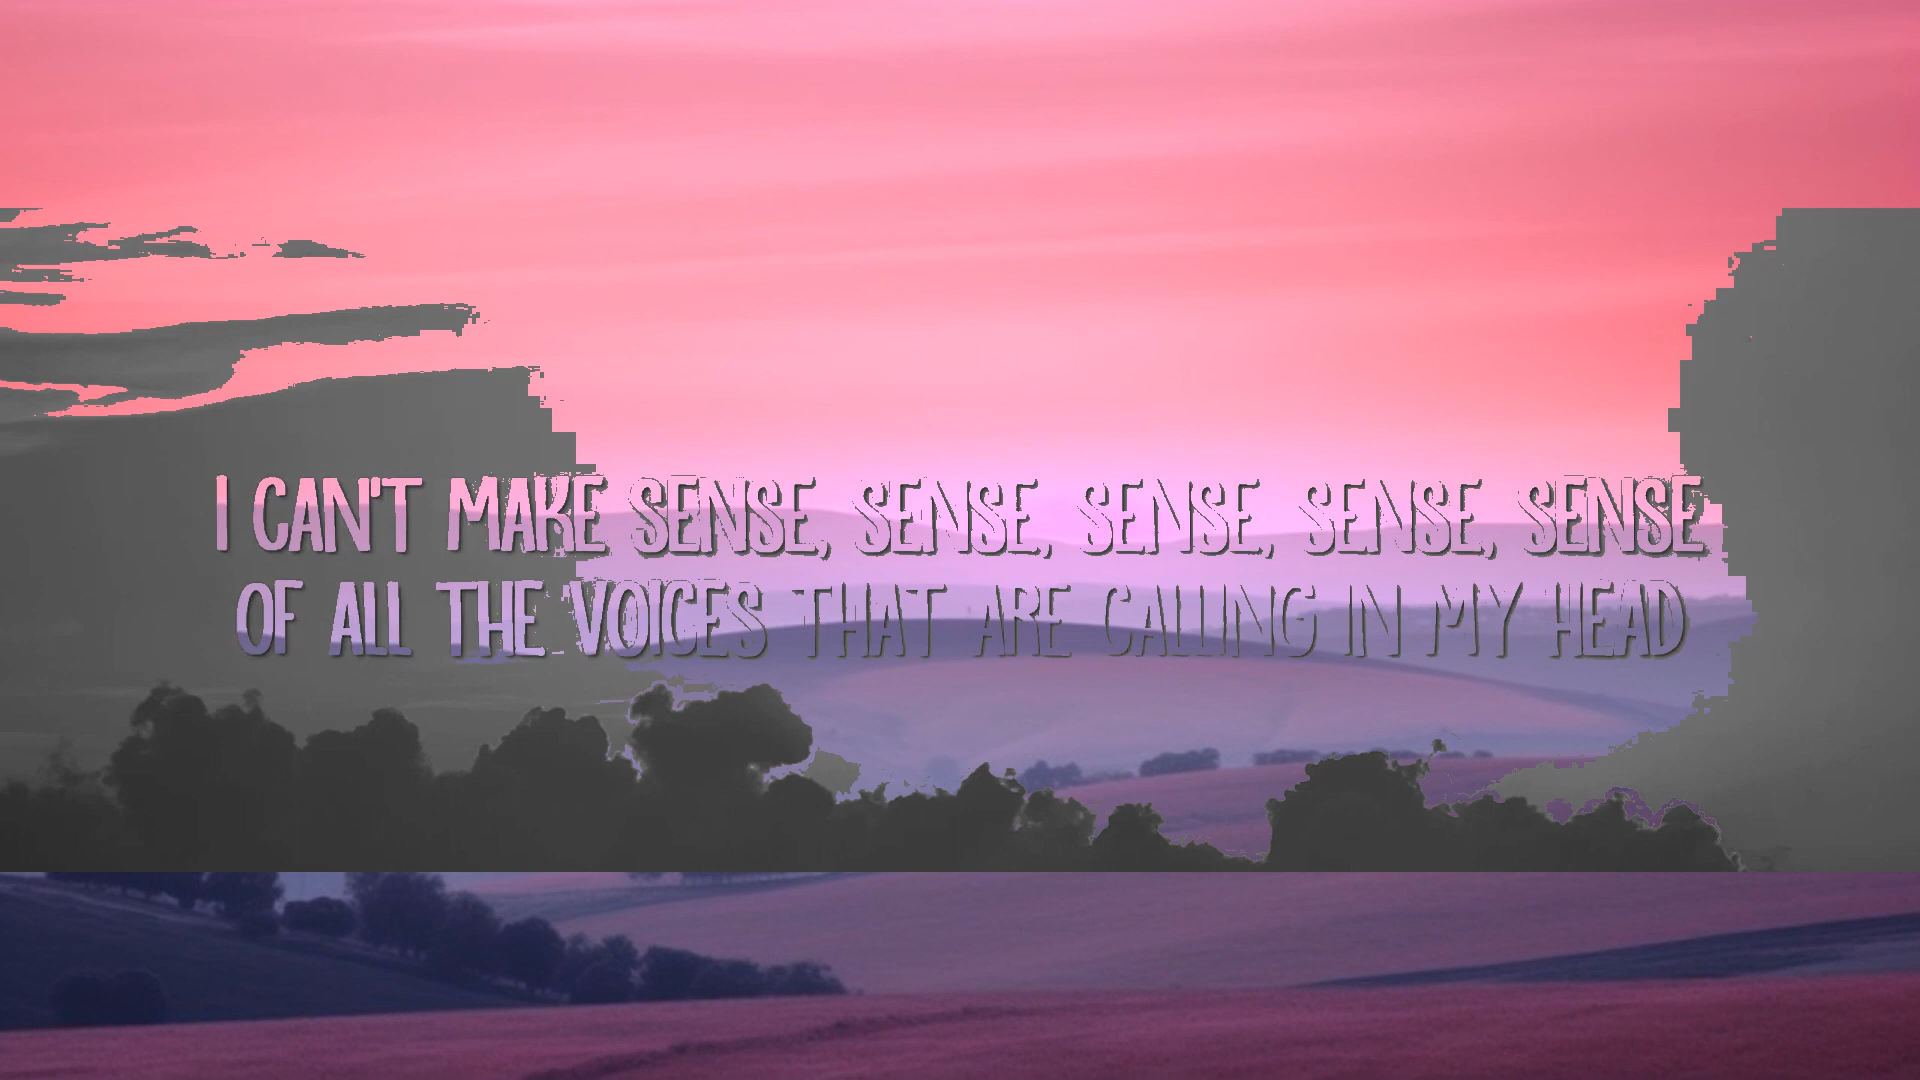 I CAN'T MAKE SENSE, SENSE, SENSE, SENSE, SENSE
OF ALL THE VOICES THAT ARE CALLING IN MY HEAD